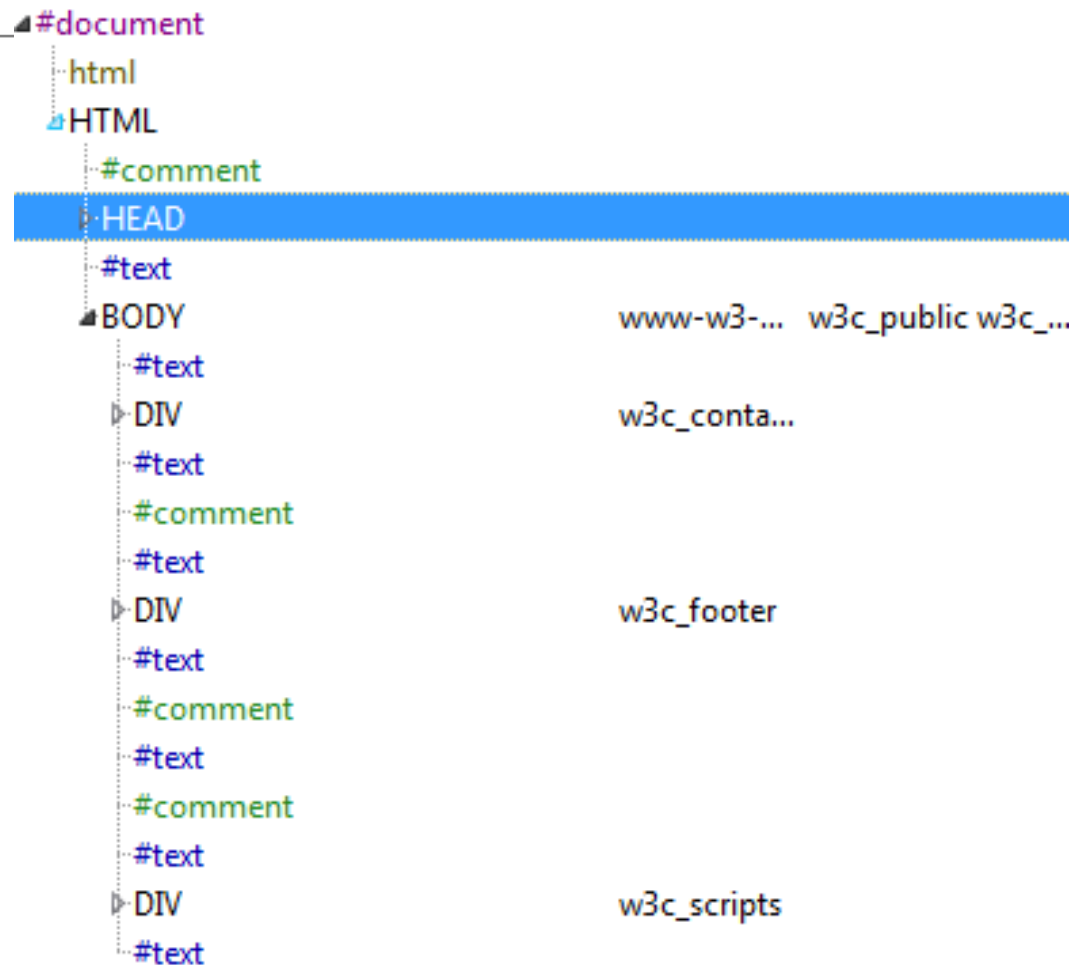 #document
html
HTML
#comment
HEAD
#text
BODY www-w3-... w3c_public w3c_...
#text
DIV w3c_conta...
#text
#comment
#text
DIV w3c_footer
#text
#comment
#text
#comment
#text
DIV w3c_scripts
#text